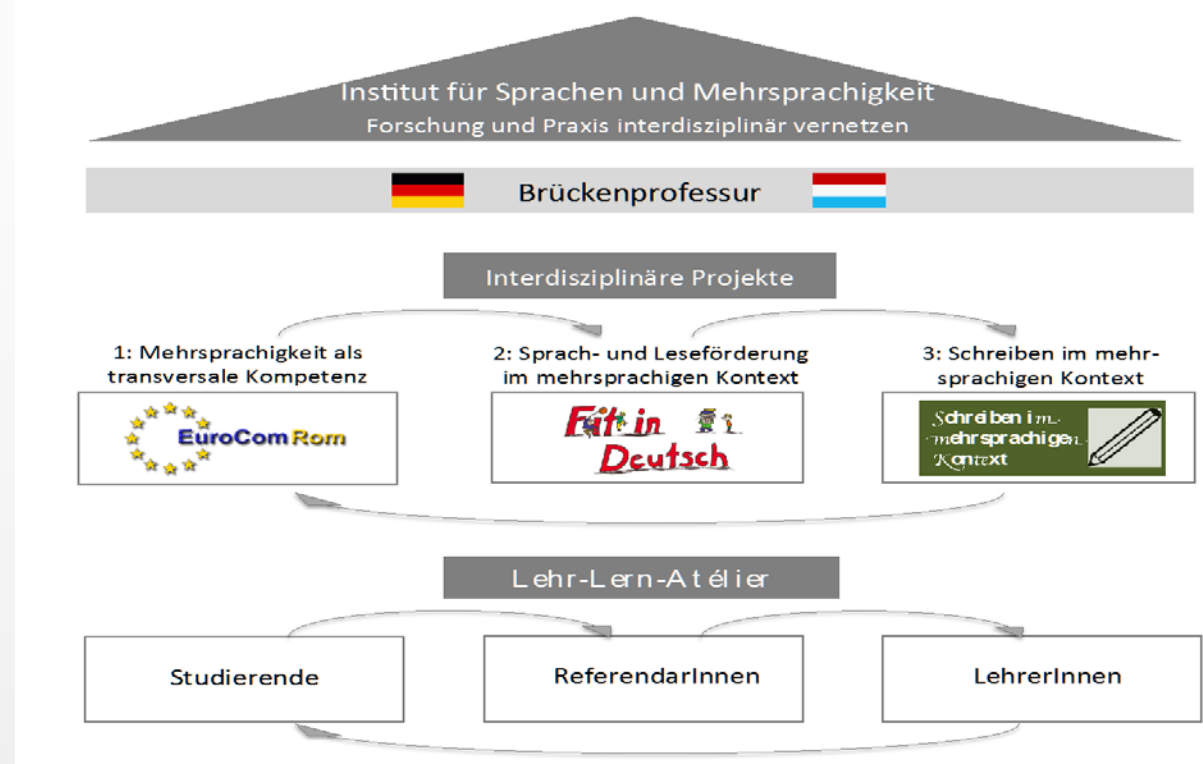 Institut für Sprachen und Mehrsprachigkeit
Forschung und Praxis interdisziplinär vernetzen
Brückenprofessur
Interdisziplinäre Projekte
1: Mehrsprachigkeit als
transversale Kompetenz
EuroComRom
2: Sprach- und Leseförderung
im mehrsprachigen Kontext
Fit in
Deutsch
3: Schreiben im mehr-
sprachigen Kontext
Schreiben im
mehrsprachigen
Kontext
Lehr-Lern-Atélier
Studierende
ReferendarInnen
LehrerInnen